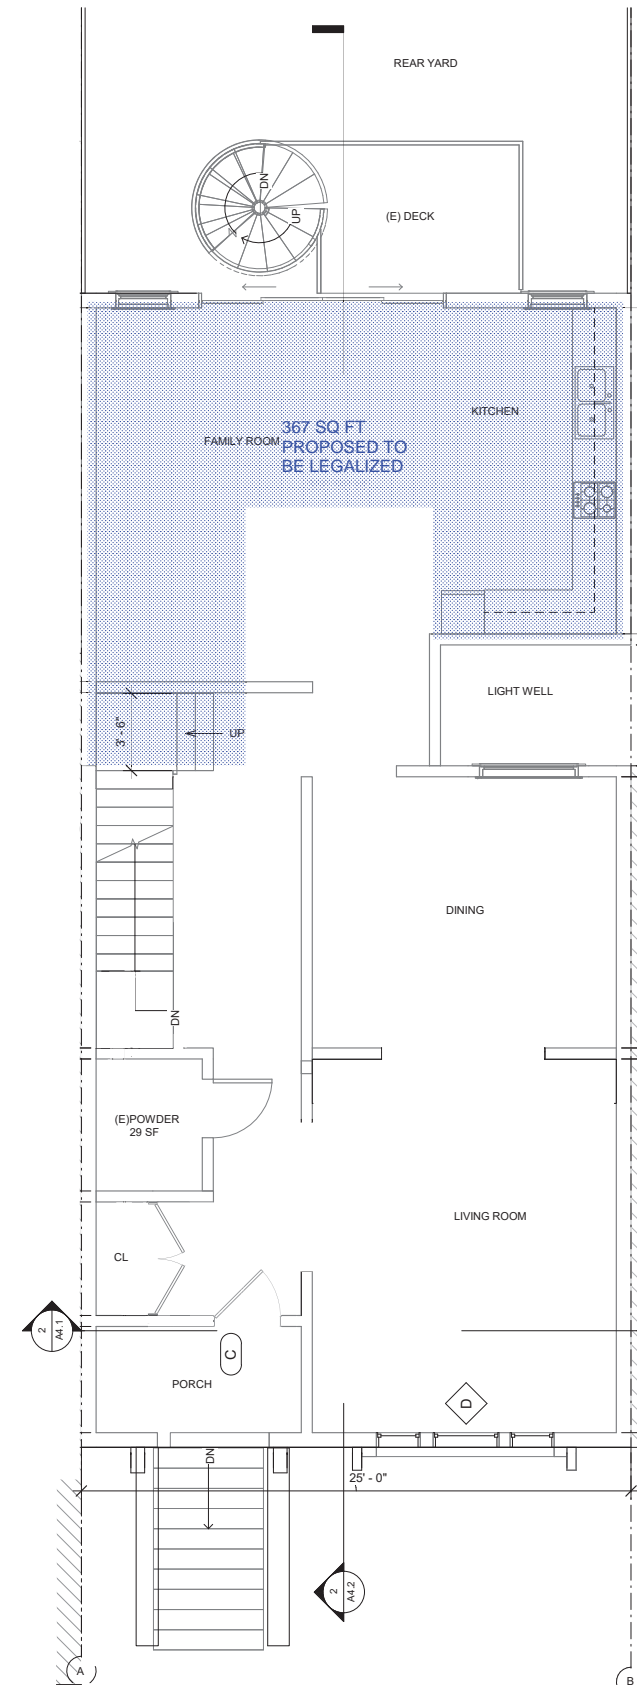 REAR YARD
DN
UP
(E) DECK
KITCHEN
FAMILY ROOM
367 SQ FT
PROPOSED TO
BE LEGALIZED
LIGHT WELL
3' - 6"
UP
DINING
DN
(E)POWDER
29 SF
LIVING ROOM
CL
2
A4.1
C
PORCH
D
DN
25' - 0"
2
A4.2
A
B